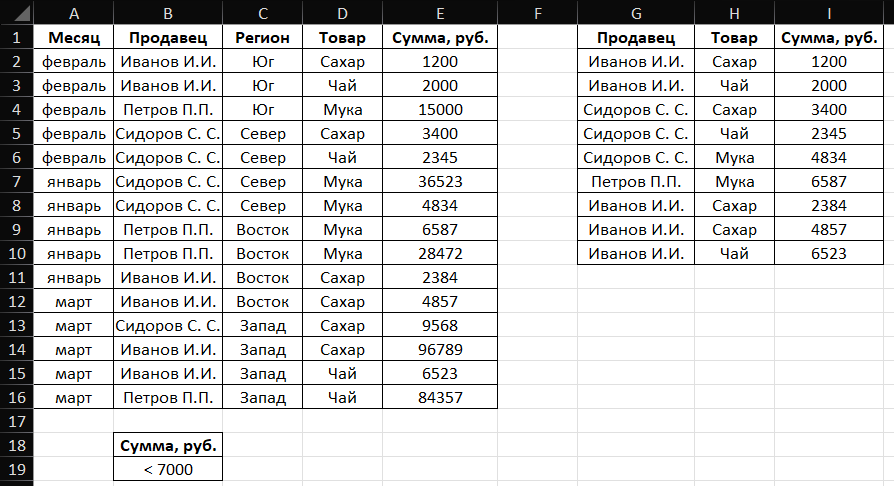 A B C D E F G H I
1 Месяц Продавец Регион Товар Сумма, руб. Продавец Товар Сумма, руб.
2 февраль Иванов И.И. Юг Сахар 1200 Иванов И.И. Сахар 1200
3 февраль Иванов И.И. Юг Чай 2000 Иванов И.И. Чай 2000
4 февраль Петров П.П. Юг Мука 15000 Сидоров С. С. Сахар 3400
5 февраль Сидоров С. С. Север Сахар 3400 Сидоров С. С. Чай 2345
6 февраль Сидоров С. С. Север Чай 2345 Сидоров С. С. Мука 4834
7 январь Сидоров С. С. Север Мука 36523 Петров П.П. Мука 6587
8 январь Сидоров С. С. Север Мука 4834 Иванов И.И. Сахар 2384
9 январь Петров П.П. Восток Мука 6587 Иванов И.И. Сахар 4857
10 январь Петров П.П. Восток Мука 28472 Иванов И.И. Чай 6523
11 январь Иванов И.И. Восток Сахар 2384
12 март Иванов И.И. Восток Сахар 4857
13 март Сидоров С. С. Запад Сахар 9568
14 март Иванов И.И. Запад Сахар 96789
15 март Иванов И.И. Запад Чай 6523
16 март Петров П.П. Запад Чай 84357
17
18 Сумма, руб.
19 < 7000